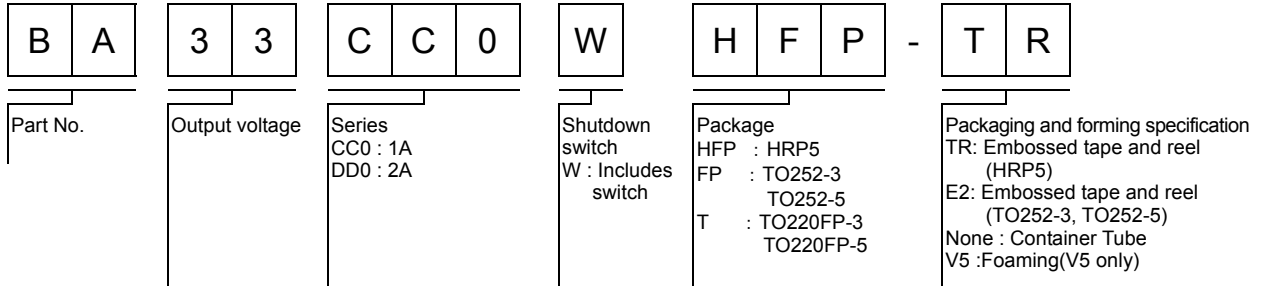 B A 3 3 C C 0 W H F P - T R
Part No.
Output voltage
Series
CC0 : 1A
DD0 : 2A
Shutdown
switch
W : Includes
switch
Package
HFP : HRP5
FP : TO252-3
TO252-5
T : TO220FP-3
TO220FP-5
Packaging and forming specification
TR: Embossed tape and reel
(HRP5)
E2: Embossed tape and reel
(TO252-3, TO252-5)
None : Container Tube
V5 :Foaming(V5 only)